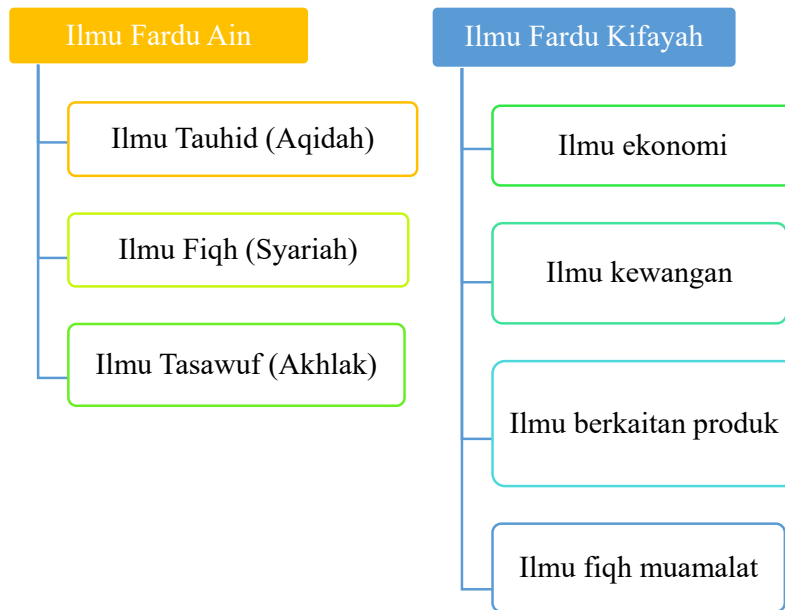 Ilmu Fardu Ain
Ilmu Tauhid (Aqidah)
Ilmu Fiqh (Syariah)
Ilmu Tasawuf (Akhlak)
Ilmu Fardu Kifayah
Ilmu ekonomi
Ilmu kewangan
Ilmu berkaitan produk
Ilmu fiqh muamalat